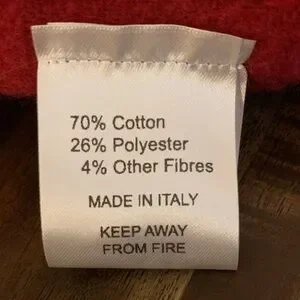 70% Cotton
26% Polyester
4% Other Fibres
MADE IN ITALY
KEEP AWAY
FROM FIRE